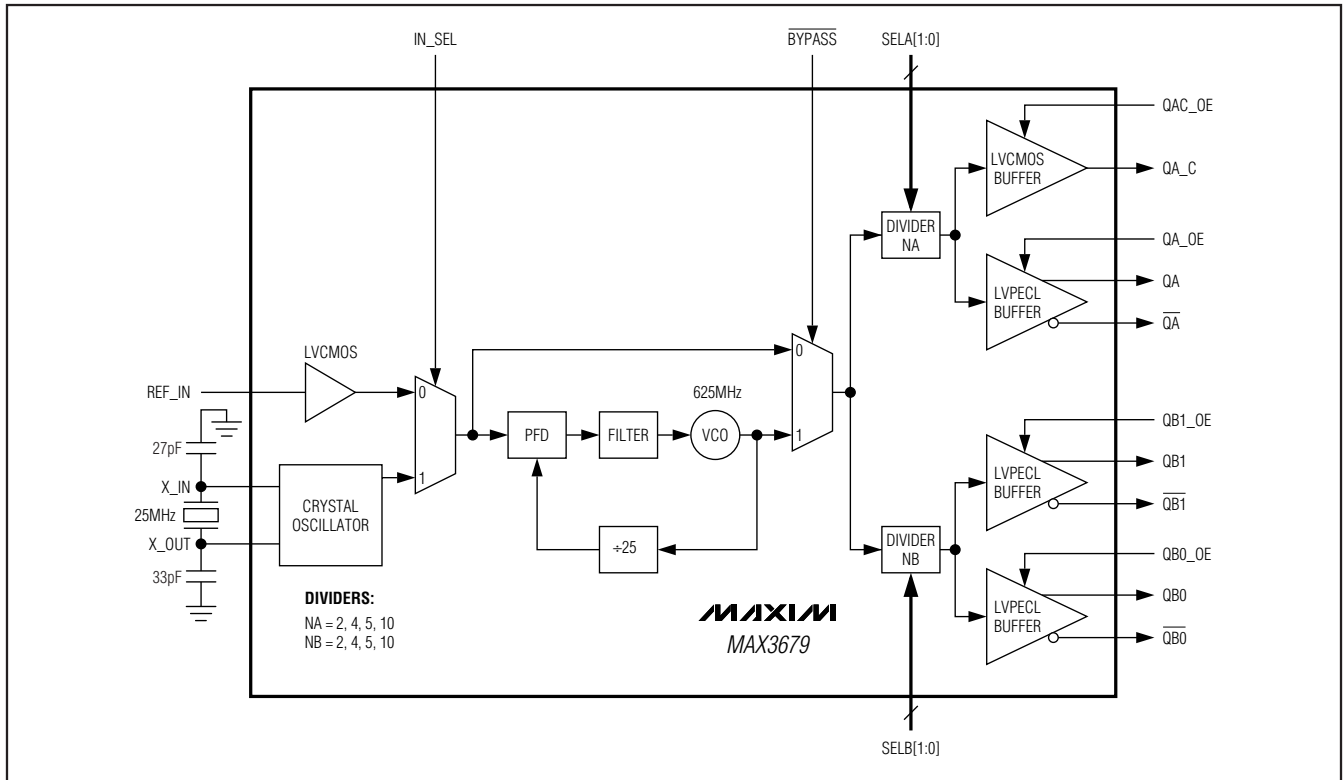 IN_SEL
BYPASS
SELA[1:0]
QAC_OE
LVCMOS
BUFFER
QA_C
DIVIDER
NA
QA_OE
QA
LVPECL
BUFFER
QA
LVCMOS
0
625MHz
REF_IN
0
27pF
PFD
FILTER
VCO
1
QB1_OE
QB1
LVPECL
BUFFER
QB1
X_IN
1
CRYSTAL
OSCILLATOR
25MHz
X_OUT
÷25
DIVIDER
NB
QB0_OE
33pF
QB0
LVPECL
BUFFER
QB0
DIVIDERS:
NA = 2, 4, 5, 10
NB = 2, 4, 5, 10
MAXIM
MAX3679
SELB[1:0]